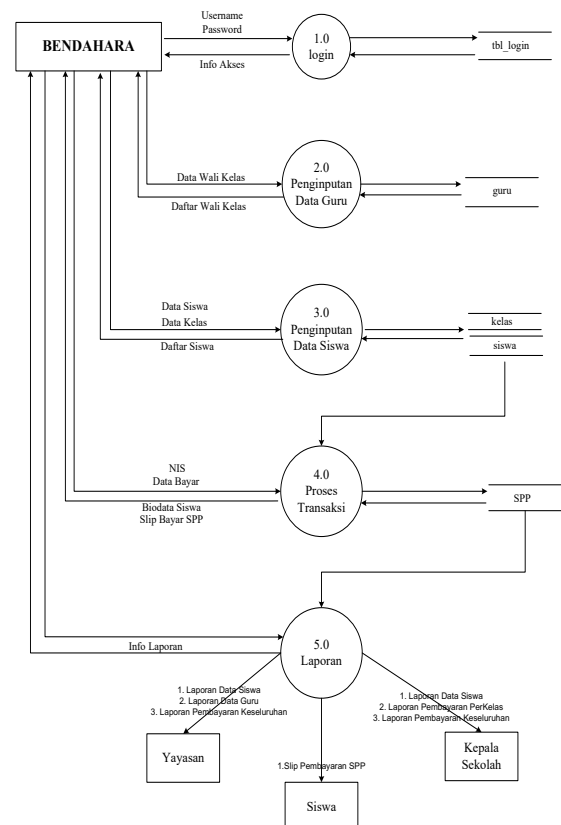 BENDAHARA
Username
Password
Info Akses
1.0
login
tbl_login
Data Wali Kelas
Daftar Wali Kelas
2.0
Penginputan
Data Guru
guru
Data Siswa
Data Kelas
Daftar Siswa
3.0
Penginputan
Data Siswa
kelas
siswa
NIS
Data Bayar
Biodata Siswa
Slip Bayar SPP
4.0
Proses
Transaksi
SPP
Info Laporan
5.0
Laporan
1. Laporan Data Siswa
2. Laporan Data Guru
3. Laporan Pembayaran Keseluruhan
1. Laporan Data Siswa
2. Laporan Pembayaran PerKelas
3. Laporan Pembayaran Keseluruhan
Yayasan
1.Slip Pembayaran SPP
Kepala
Sekolah
Siswa